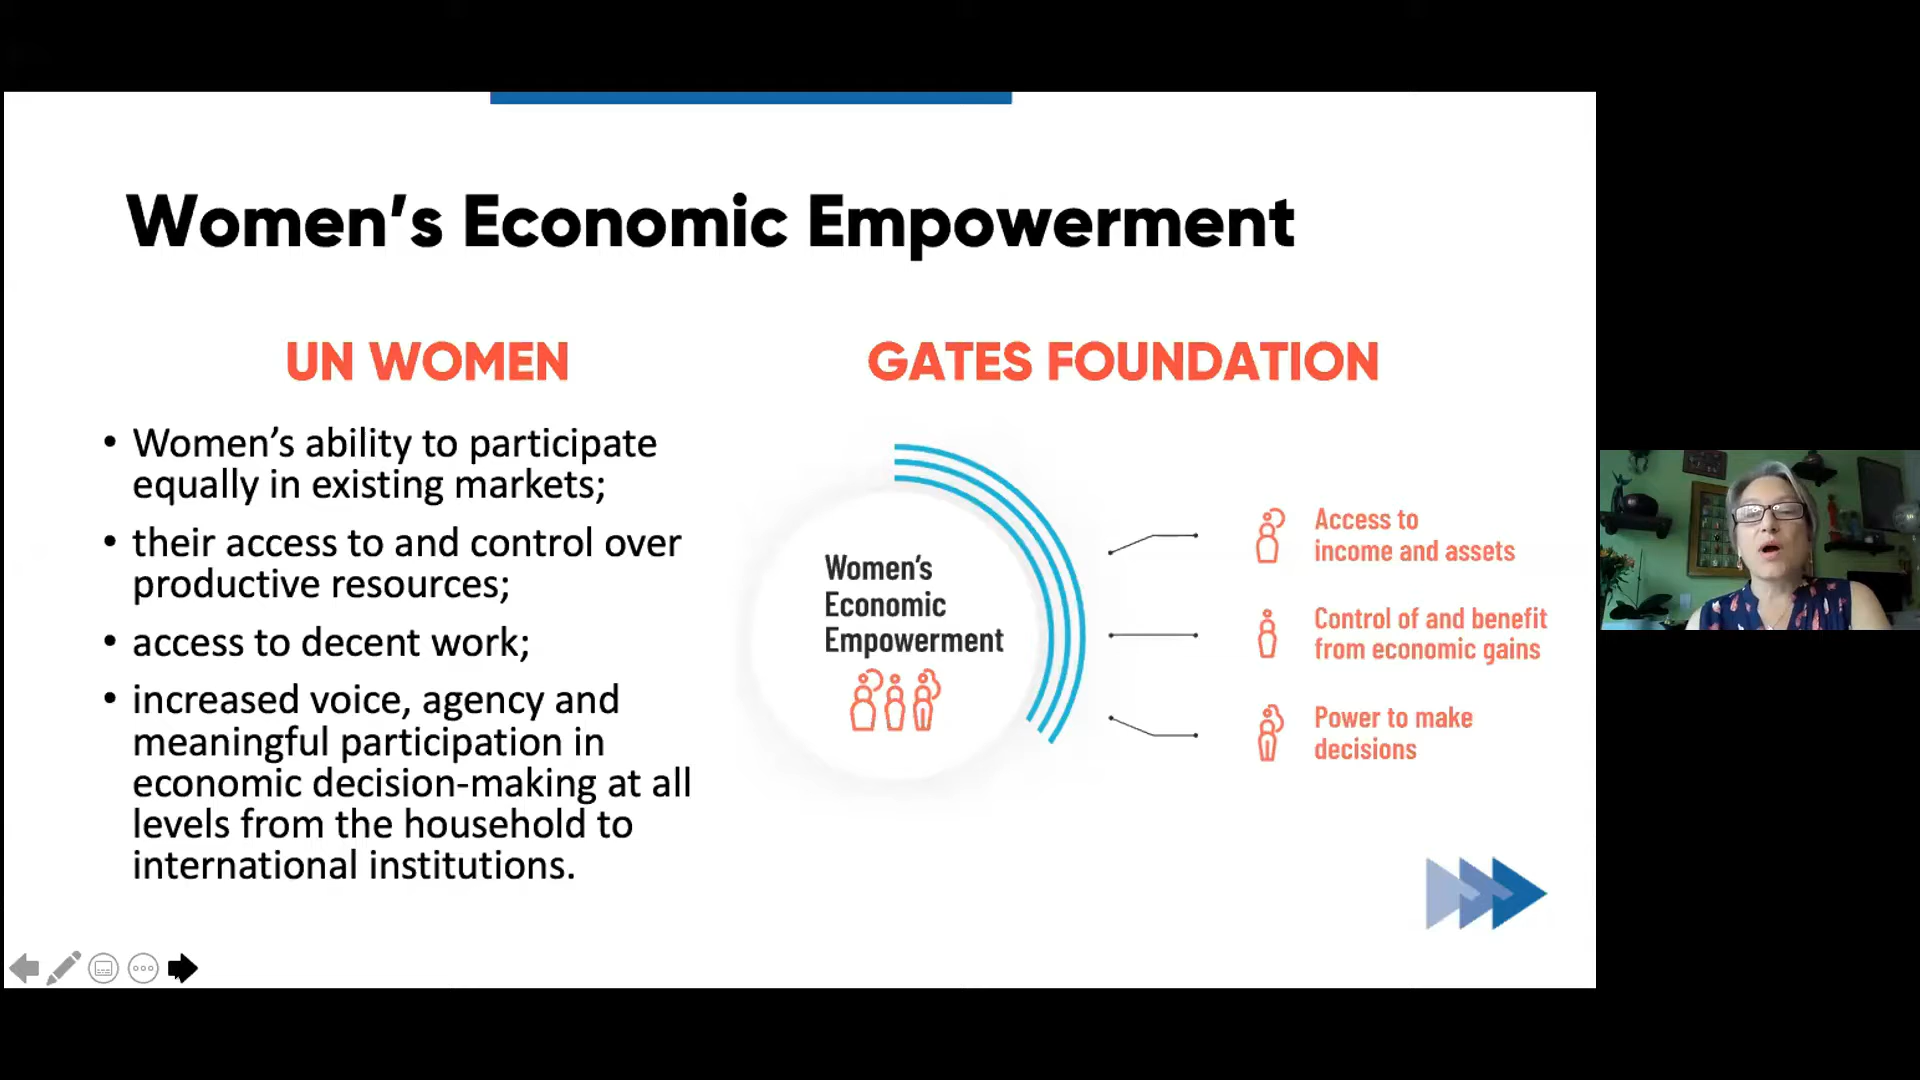 Women’s Economic Empowerment
UN WOMEN
• Women’s ability to participate
equally in existing markets;
• their access to and control over
productive resources;
• access to decent work;
• increased voice, agency and
meaningful participation in
economic decision-making at all
levels from the household to
international institutions.
GATES FOUNDATION
Women’s
Economic
Empowerment
Access to
income and assets
Control of and benefit
from economic gains
Power to make
decisions